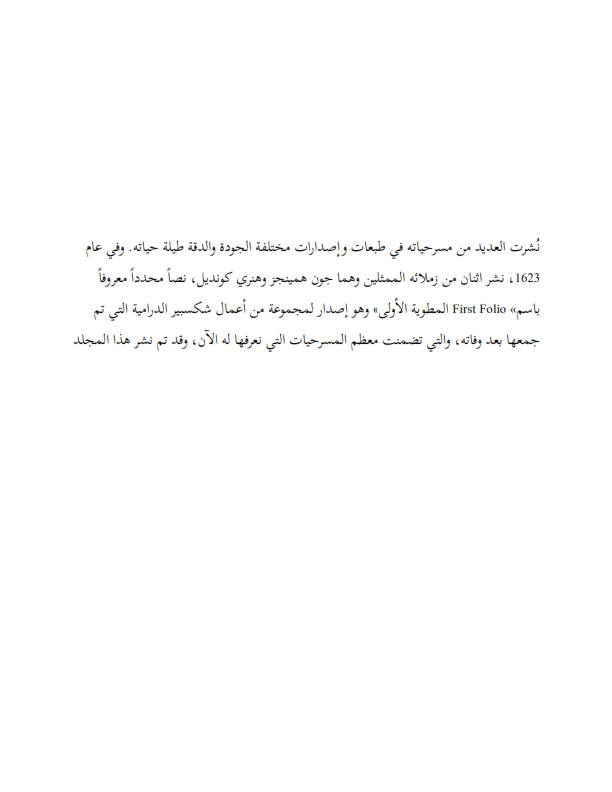 نُشرت العديد من مسرحياته في طبعات وإصدارات مختلفة الجودة والدقة طيلة حياته. وفي عام
1623، نشر اثنان من زملائه الممثلين وهما جون همينجز وهنري كونديل، نصاً محدداً معروفاً
باسم» First Folio المطوية الأولى» وهو إصدار لمجموعة من أعمال شكسبير الدرامية التي تم
جمعها بعد وفاته، والتي تضمنت معظم المسرحيات التي نعرفها له الآن، وقد تم نشر هذا المجلد